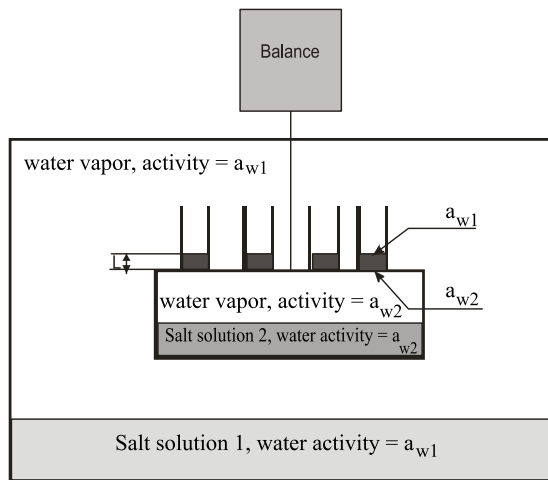 Balance
water vapor, activity = aw1
aw1
L
aw2
water vapor, activity = aw2
Salt solution 2, water activity = aw2
Salt solution 1, water activity = aw1